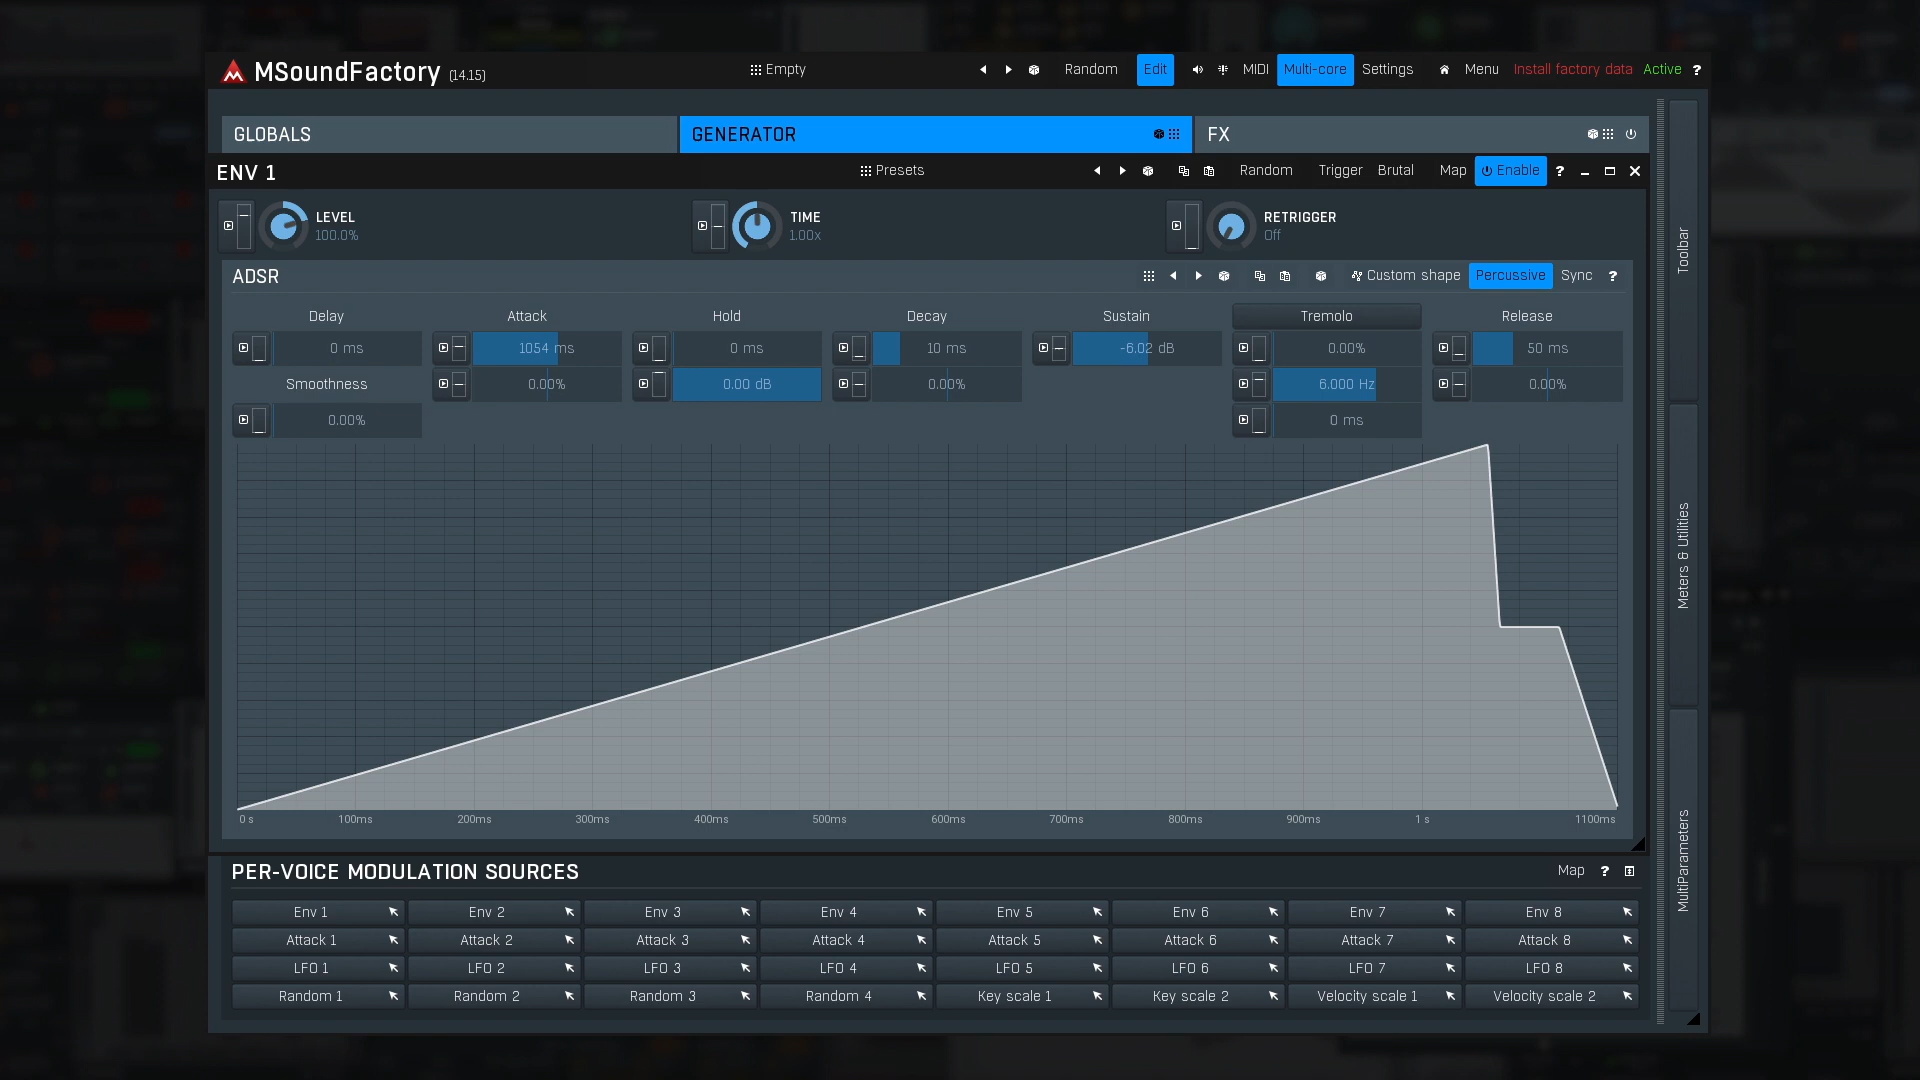 MSoundFactory (14.15) Empty Random Edit MIDI Multi-core Settings Menu Install factory data Active ?
GLOBALS GENERATOR FX
ENV 1 Presets Random Trigger Brutal Map Enable ?
LEVEL
100.0%
TIME
1.00x
RETRIGGER
Off
ADSR Custom shape Percussive Sync ?
Delay Attack Hold Decay Sustain Tremolo Release
0 ms 1054 ms 0 ms 10 ms -6.02 dB 0.00% 50 ms
Smoothness 0.00% 0.00 dB 0.00% 6.000 Hz 0.00%
0.00% 0 ms
0 s 100ms 200ms 300ms 400ms 500ms 600ms 700ms 800ms 900ms 1 s 1100ms
PER-VOICE MODULATION SOURCES Map ?
Env 1 Env 2 Env 3 Env 4 Env 5 Env 6 Env 7 Env 8
Attack 1 Attack 2 Attack 3 Attack 4 Attack 5 Attack 6 Attack 7 Attack 8
LFO 1 LFO 2 LFO 3 LFO 4 LFO 5 LFO 6 LFO 7 LFO 8
Random 1 Random 2 Random 3 Random 4 Key scale 1 Key scale 2 Velocity scale 1 Velocity scale 2
Toolbar
Meters & Utilities
MultiParameters